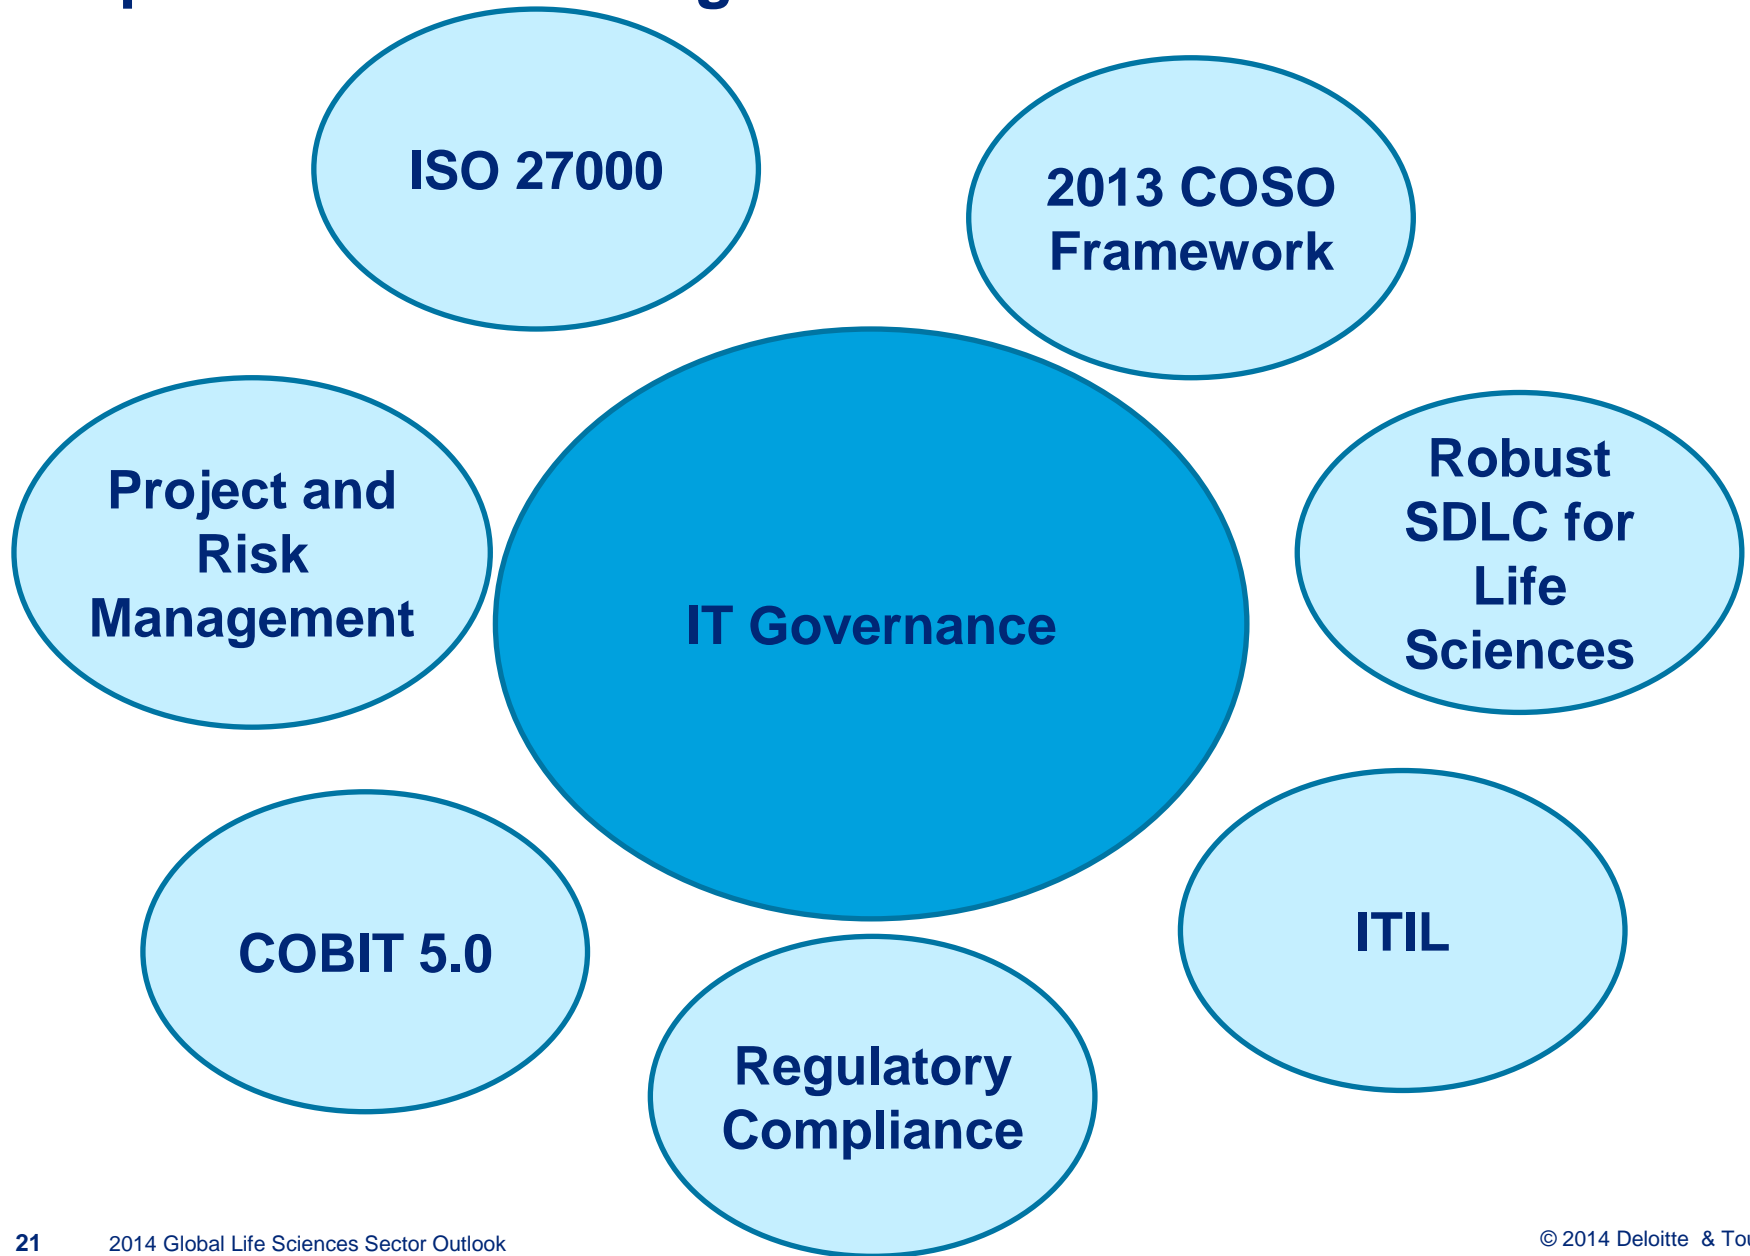 ISO 27000
2013 COSO
Framework
Project and
Risk
Management
IT Governance
Robust
SDLC for
Life
Sciences
COBIT 5.0
ITIL
Regulatory
Compliance
21 2014 Global Life Sciences Sector Outlook
© 2014 Deloitte &